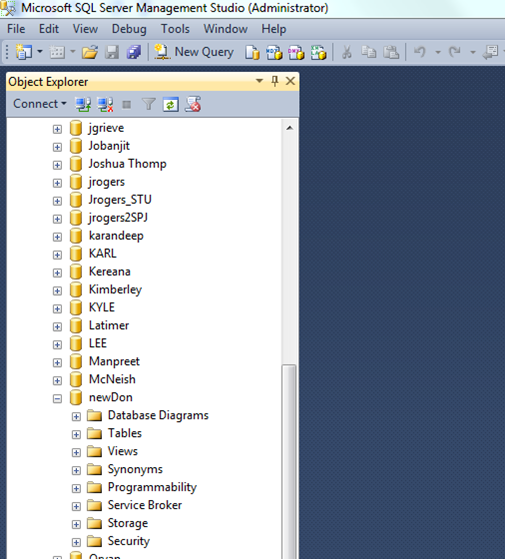 Microsoft SQL Server Management Studio (Administrator)
File Edit View Debug Tools Window Help
New Query
Object Explorer
Connect
jgrieve
Jobanjit
Joshua Thomp
jrogers
Jrogers_STU
jrogers2SPJ
karandeep
KARL
Kereana
Kimberley
KYLE
Latimer
LEE
Manpreet
McNeish
newDon
Database Diagrams
Tables
Views
Synonyms
Programmability
Service Broker
Storage
Security